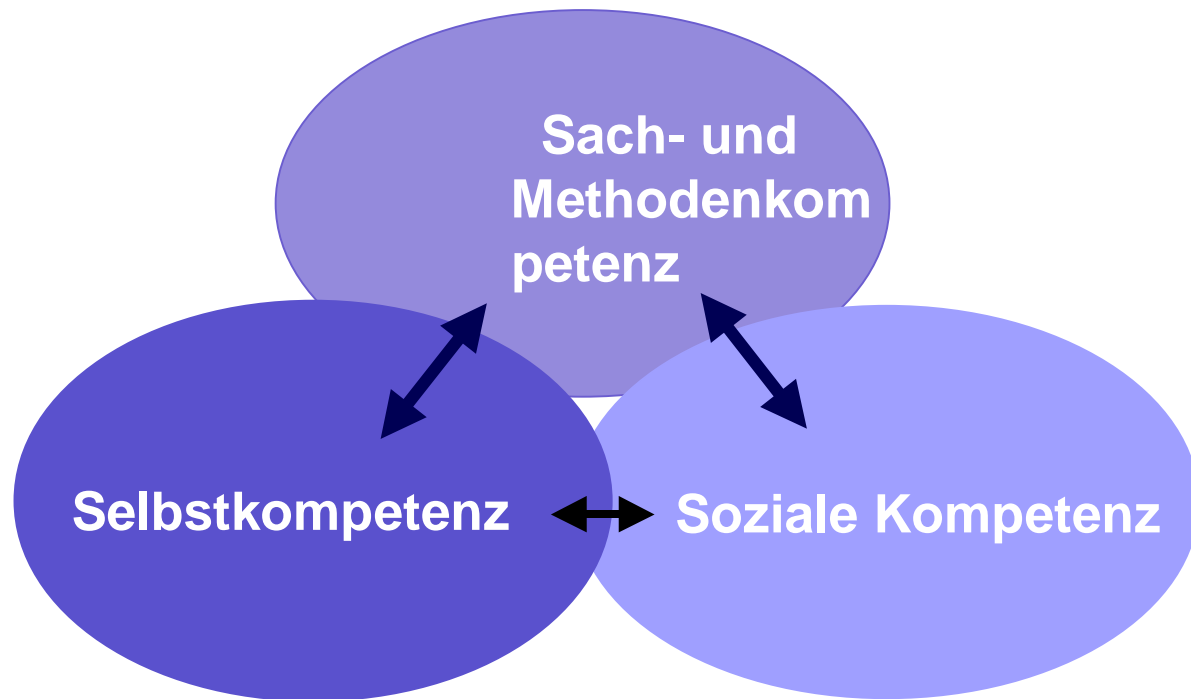 Sach- und
Methodenkom
petenz
Selbstkompetenz
Soziale Kompetenz